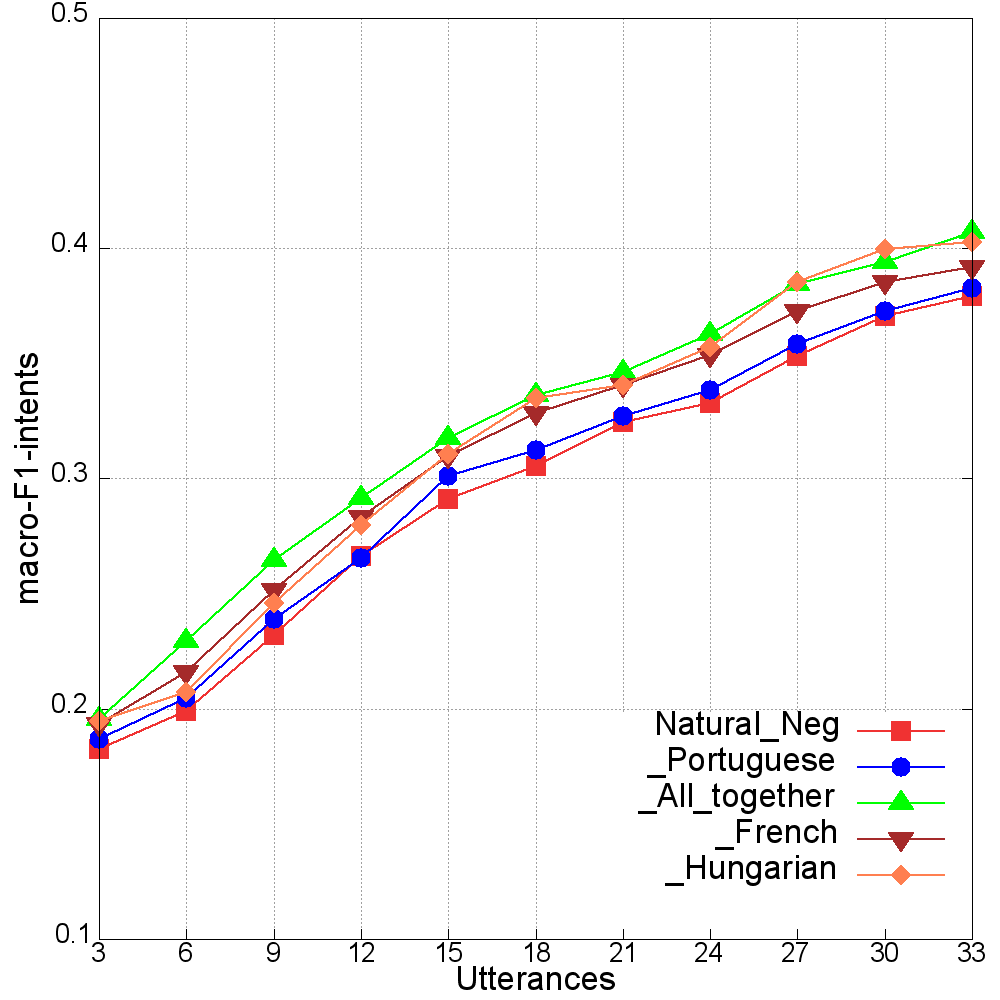 0.5
0.4
0.3
0.2
0.1
macro-F1-intents
Natural_Neg
_Portuguese
_All_together
_French
_Hungarian
3 6 9 12 15 18 21 24 27 30 33
Utterances